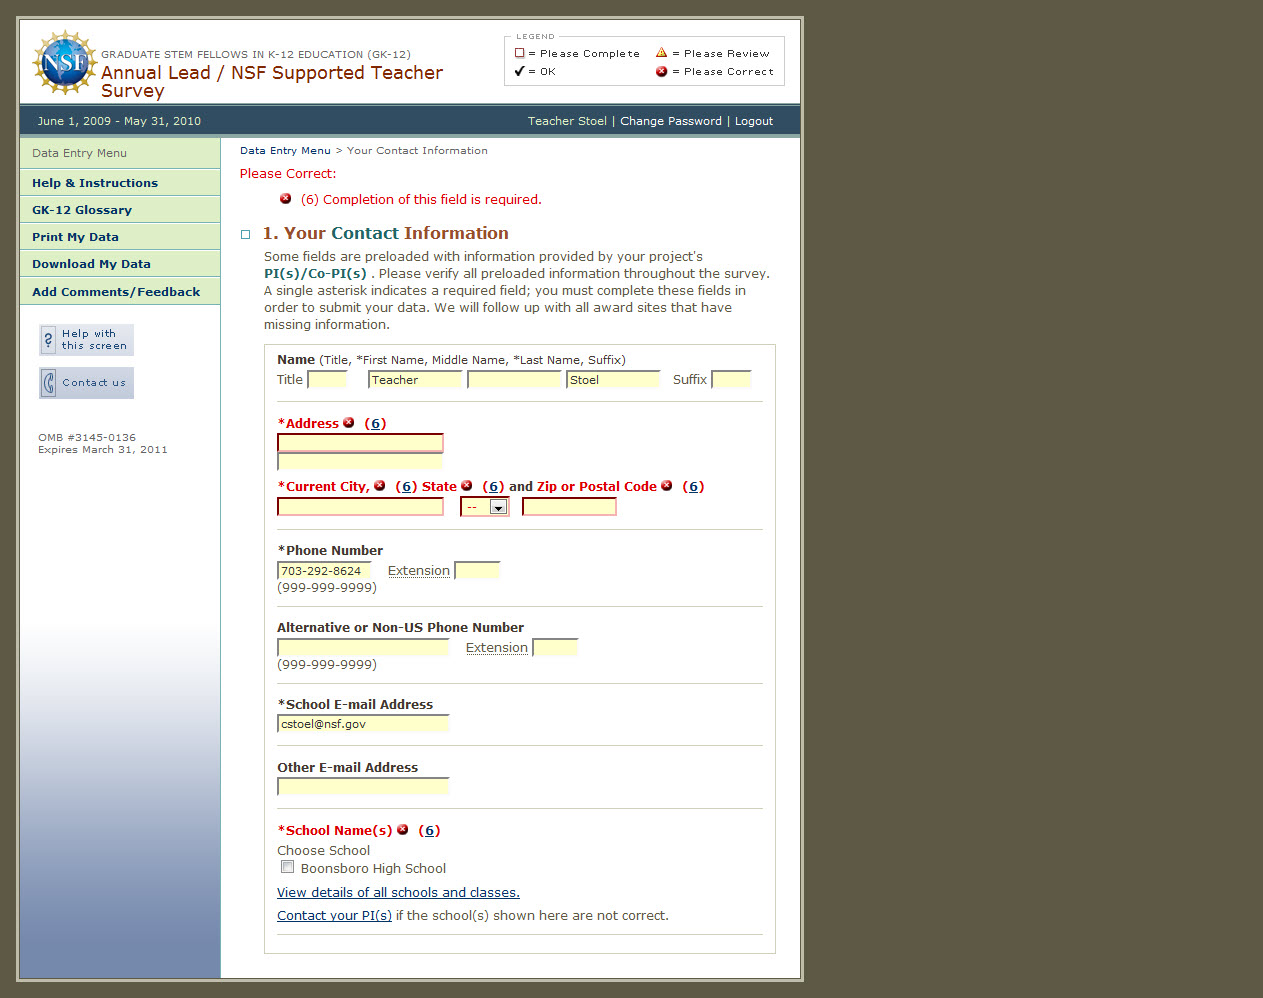 NSF
GRADUATE STEM FELLOWS IN K-12 EDUCATION (GK-12)
Annual Lead / NSF Supported Teacher
Survey
LEGEND
= Please Complete
= Please Review
= OK
= Please Correct
June 1, 2009 - May 31, 2010
Teacher Stoel | Change Password | Logout
Data Entry Menu
Help & Instructions
GK-12 Glossary
Print My Data
Download My Data
Add Comments/Feedback
? Help with
this screen
Contact us
OMB #3145-0136
Expires March 31, 2011
Data Entry Menu > Your Contact Information
Please Correct:
(6) Completion of this field is required.
1. Your Contact Information
Some fields are preloaded with information provided by your project's
PI(s)/Co-PI(s) . Please verify all preloaded information throughout the survey.
A single asterisk indicates a required field; you must complete these fields in
order to submit your data. We will follow up with all award sites that have
missing information.
Name (Title, *First Name, Middle Name, *Last Name, Suffix)
Title Teacher Stoel Suffix
*Address (6)
*Current City, (6) State (6) and Zip or Postal Code (6)
--
*Phone Number
703-292-8624 Extension
(999-999-9999)
Alternative or Non-US Phone Number
Extension
(999-999-9999)
*School E-mail Address
cstoel@nsf.gov
Other E-mail Address
*School Name(s) (6)
Choose School
Boonsboro High School
View details of all schools and classes.
Contact your PI(s) if the school(s) shown here are not correct.